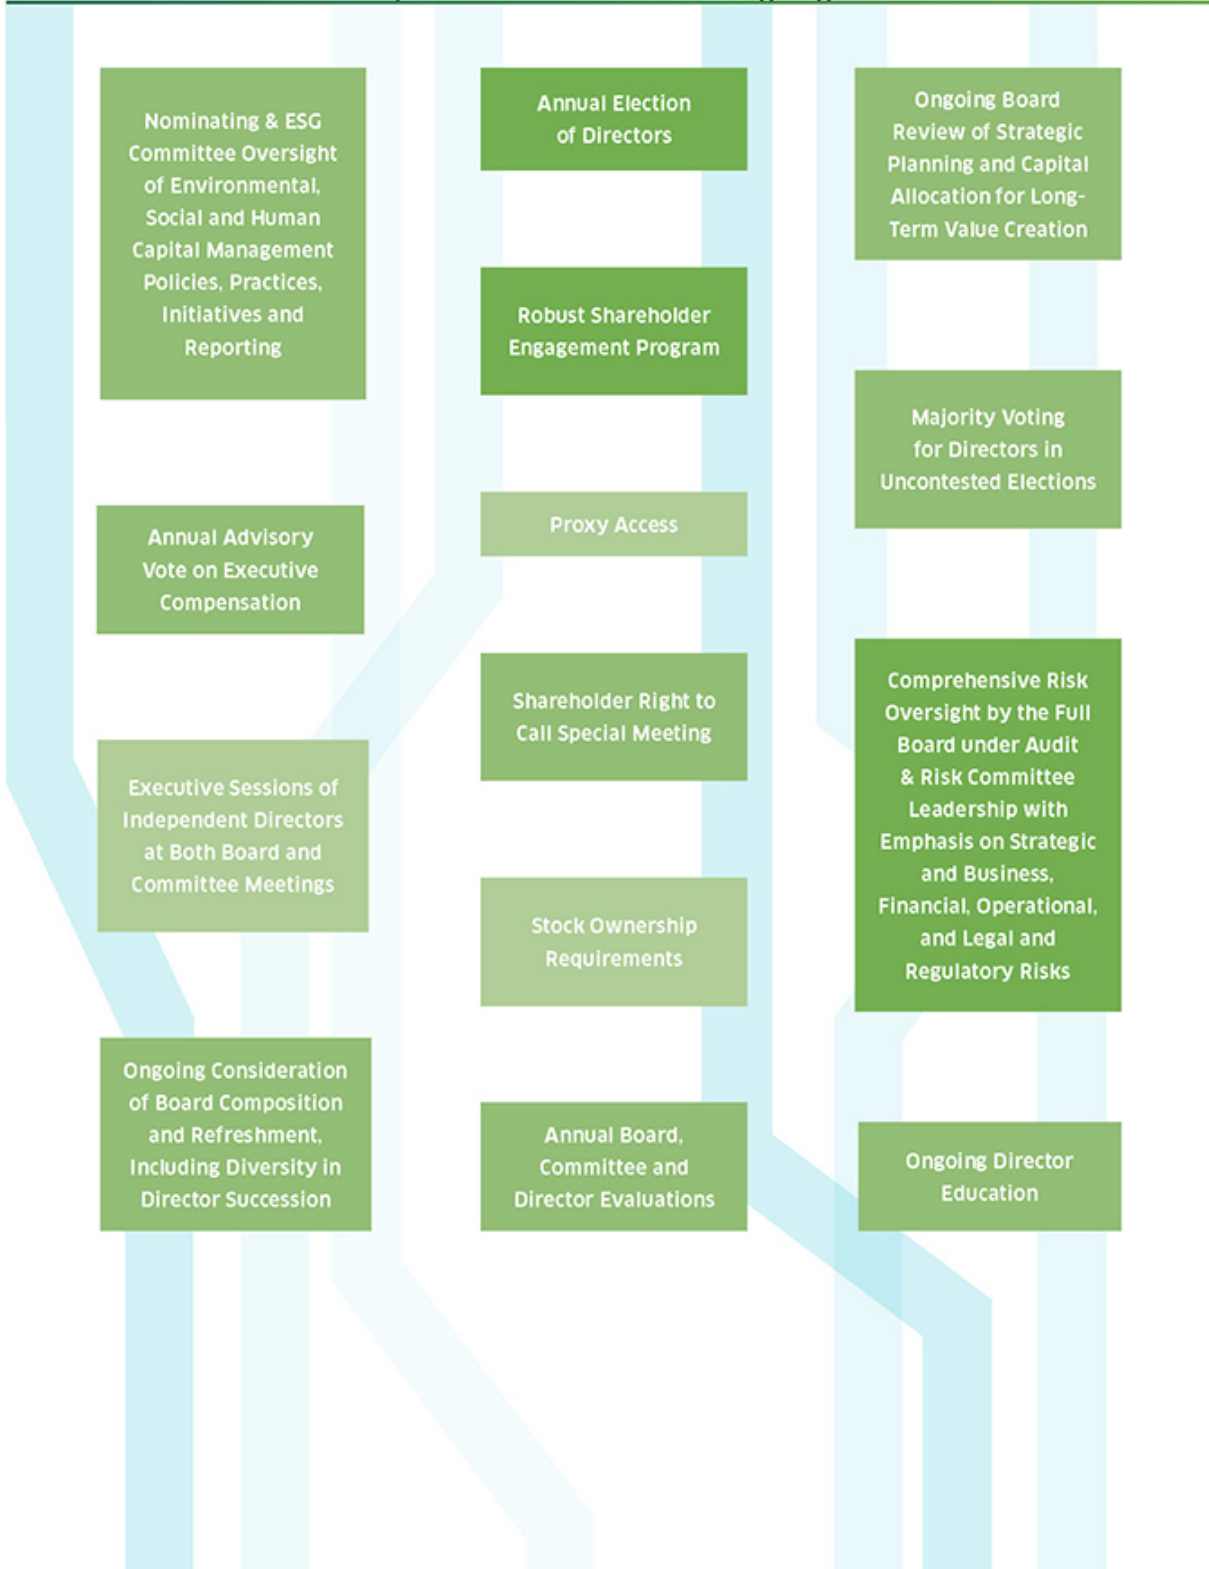 Nominating & ESG
Committee Oversight
of Environmental,
Social and Human
Capital Management
Policies, Practices,
Initiatives and
Reporting
Annual Advisory
Vote on Executive
Compensation
Executive Sessions of
Independent Directors
at Both Board and
Committee Meetings
Ongoing Consideration
of Board Composition
and Refreshment,
Including Diversity in
Director Succession
Annual Election
of Directors
Robust Shareholder
Engagement Program
Proxy Access
Shareholder Right to
Call Special Meeting
Stock Ownership
Requirements
Annual Board,
Committee and
Director Evaluations
Ongoing Board
Review of Strategic
Planning and Capital
Allocation for Long-
Term Value Creation
Majority Voting
for Directors in
Uncontested Elections
Comprehensive Risk
Oversight by the Full
Board under Audit
& Risk Committee
Leadership with
Emphasis on Strategic
and Business,
Financial, Operational,
and Legal and
Regulatory Risks
Ongoing Director
Education